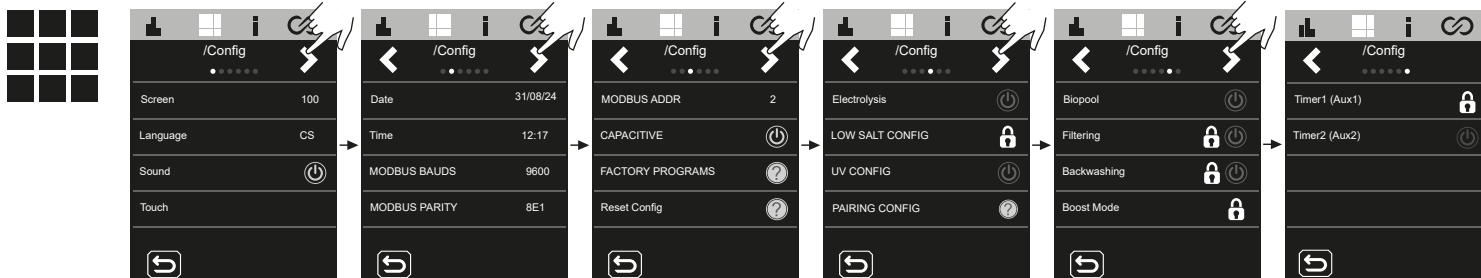 /Config
Screen 100
Language CS
Sound
Touch
/Config
Date 31/08/24
Time 12:17
MODBUS BAUDS 9600
MODBUS PARITY 8E1
/Config
MODBUS ADDR 2
CAPACITIVE
FACTORY PROGRAMS ?
Reset Config ?
/Config
Electrolysis
LOW SALT CONFIG
UV CONFIG
PAIRING CONFIG ?
/Config
Biopool
Filtering
Backwashing
Boost Mode
/Config
Timer1 (Aux1)
Timer2 (Aux2)